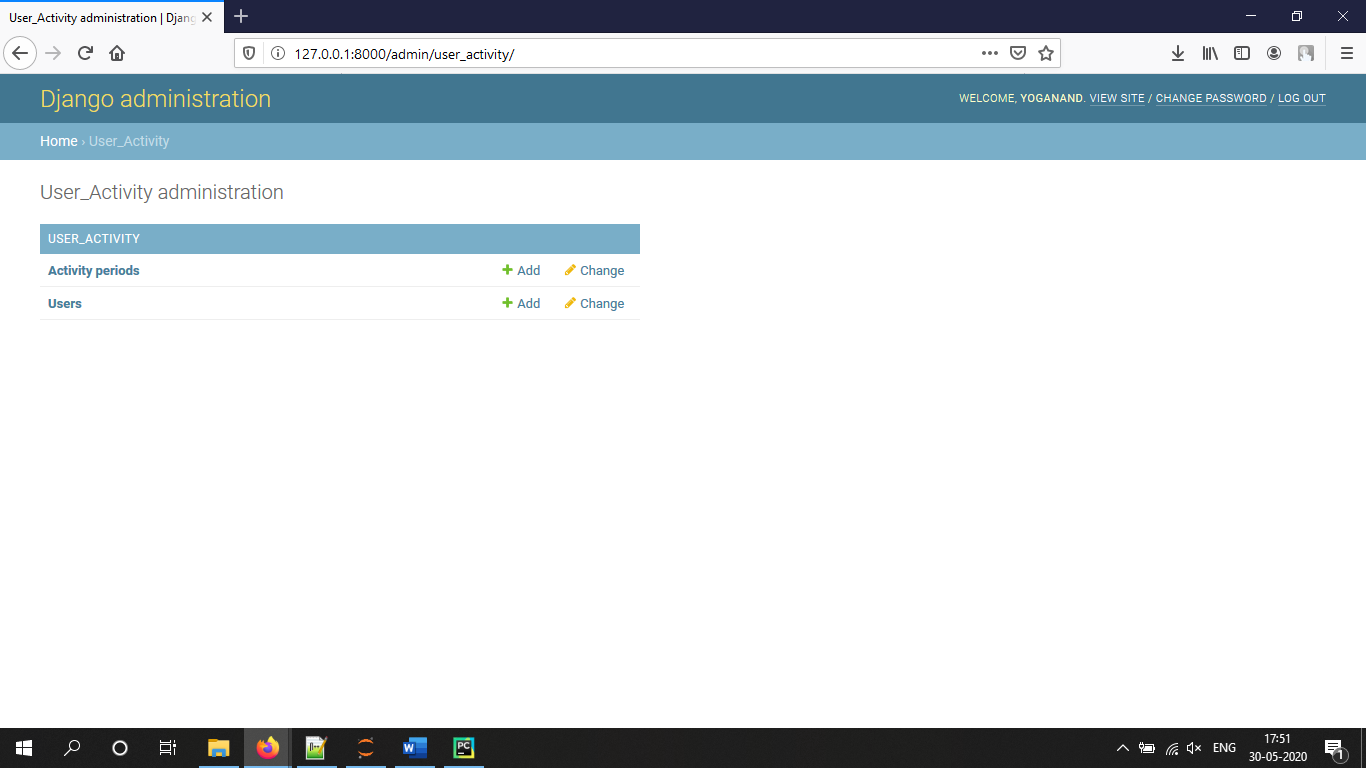 User_Activity administration | Djang
127.0.0.1:8000/admin/user_activity/
Django administration
WELCOME, YOGANAND. VIEW SITE / CHANGE PASSWORD / LOG OUT
Home › User_Activity
User_Activity administration
USER_ACTIVITY
Activity periods Add Change
Users Add Change
W PC ENG 17:51
30-05-2020 1